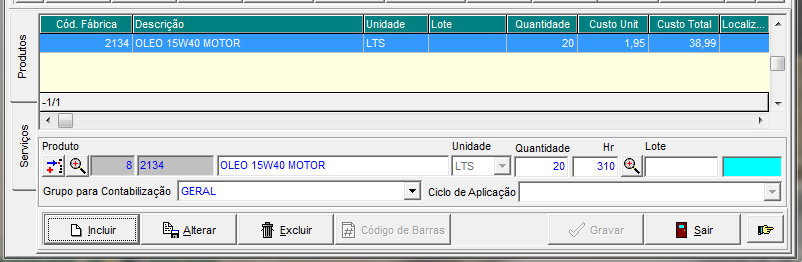 Produtos
Serviços
Cód. Fábrica Descrição Unidade Lote Quantidade Custo Unit Custo Total Localiz...
2134 OLEO 15W40 MOTOR LTS 20 1,95 38,99
-1/1
Produto Unidade Quantidade Hr Lote
8 2134 OLEO 15W40 MOTOR LTS 20 310
Grupo para Contabilização GERAL Ciclo de Aplicação
Incluir Alterar Excluir Código de Barras Gravar Sair